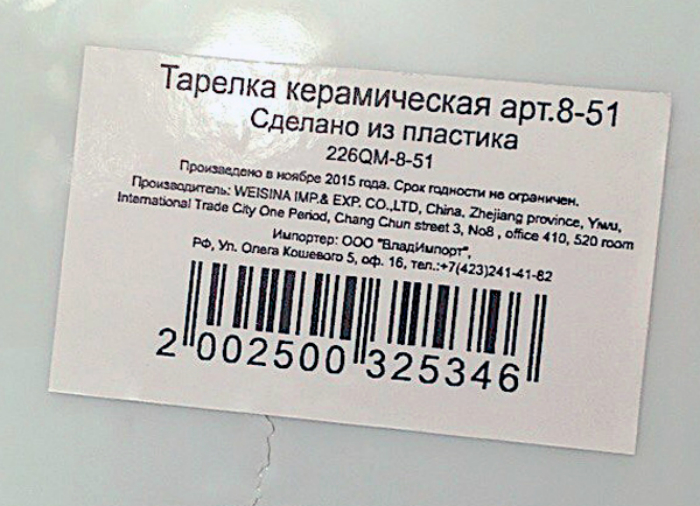 Тарелка керамическая арт.8-51
Сделано из пластика
226QM-8-51
Произведено в ноябре 2015 года. Срок годности не ограничен.
Производитель: WEISINA IMP.& EXP. CO.,LTD, China, Zhejiang province, Yiwu,
International Trade City One Period, Chang Chun street 3, No8 , office 410, 520 room
Импортер: ООО "ВладИмпорт",
РФ, Ул. Олега Кошевого 5, оф. 16, тел.:+7(423)241-41-82
2 002500 325346